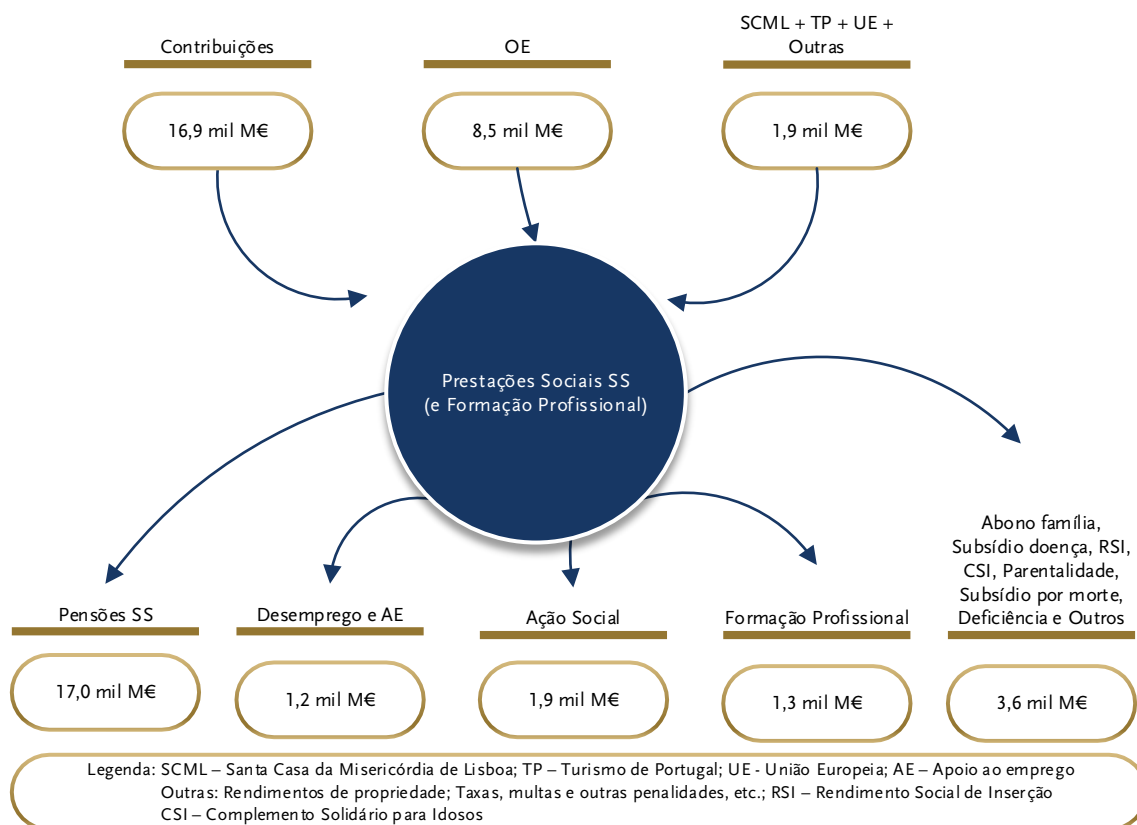 Contribuições
OE
SCML + TP + UE +
Outras
16,9 mil M€
8,5 mil M€
1,9 mil M€
Prestações Sociais SS
(e Formação Profissional)
Pensões SS
Desemprego e AE
Ação Social
Formação Profissional
Abono família,
Subsídio doença, RSI,
CSI, Parentalidade,
Subsídio por morte,
Deficiência e Outros
17,0 mil M€
1,2 mil M€
1,9 mil M€
1,3 mil M€
3,6 mil M€
Legenda: SCML – Santa Casa da Misericórdia de Lisboa; TP – Turismo de Portugal; UE - União Europeia; AE – Apoio ao emprego
Outras: Rendimentos de propriedade; Taxas, multas e outras penalidades, etc.; RSI – Rendimento Social de Inserção
CSI – Complemento Solidário para Idosos